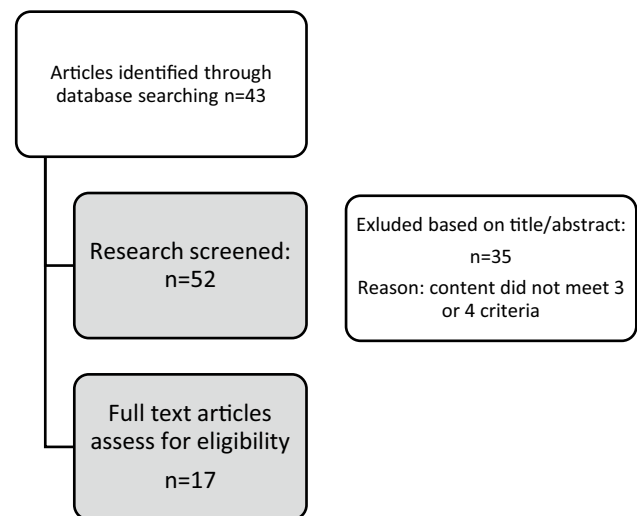 Articles identified through
database searching n=43
Research screened:
n=52
Exluded based on title/abstract:
n=35
Reason: content did not meet 3
or 4 criteria
Full text articles
assess for eligibility
n=17